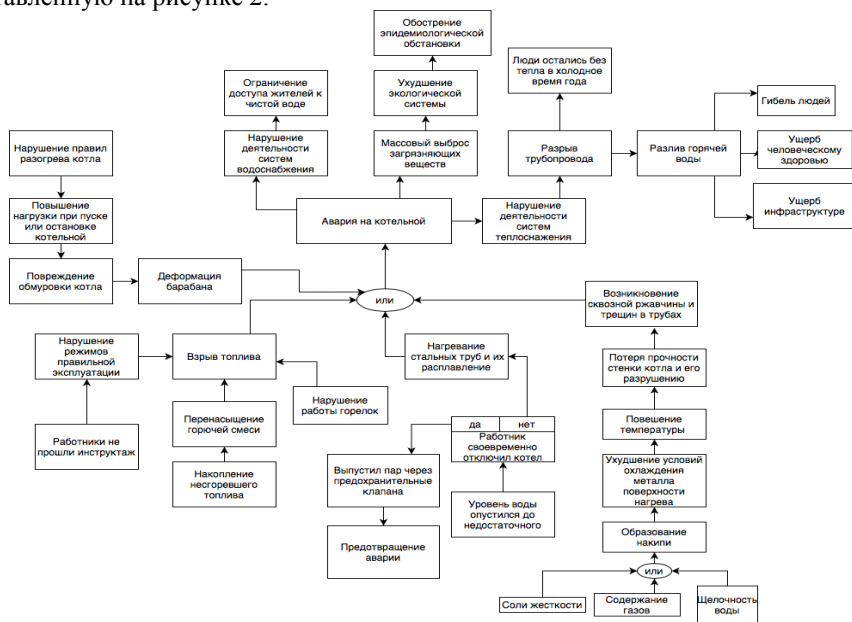 тавленную на рисунке 2.
Обострение
эпидемиологической
обстановки
Ограничение
доступа жителей к
чистой воде
Ухудшение
экологической
системы
Люди остались без
тепла в холодное
время года
Гибель людей
Нарушение правил
разогрева котла
Нарушение
деятельности
систем
водоснабжения
Массовый выброс
загрязняющих
веществ
Разрыв
трубопровода
Разлив горячей
воды
Ущерб
человеческому
здоровью
Повышение
нагрузки при пуске
или остановке
котельной
Авария на котельной
Нарушение
деятельности
систем
теплоснажения
Ущерб
инфраструктуре
Повреждение
обмуровки котла
Деформация
барабана
или
Возникновение
сквозной ржавчины и
трещин в трубах
Нарушение
режимов
правильной
эксплуатации
Взрыв топлива
Нагревание
стальных труб и их
расплавление
Потеря прочности
стенки котла и его
разрушению
Нарушение
работы горелок
Работники не
прошли инструктаж
Перенасыщение
горючей смеси
да
нет
Работник
своевременно
отключил котел
Повешение
температуры
Накопление
несгоревшего
топлива
Выпустил пар через
предохранительные
клапана
Уровень воды
опустился до
недостаточного
Ухудшение условий
охлаждения
металла
поверхности
нагрева
Предотвращение
аварии
Образование
накипи
или
Соли жесткости
Содержание
газов
Щелочность
воды